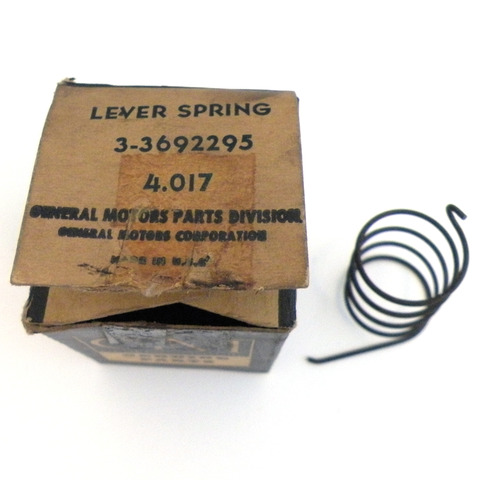 LEVER SPRING
3-3692295
4.017
GENERAL MOTORS PARTS DIVISION
GENERAL MOTORS CORPORATION
MADE IN U.S.A.